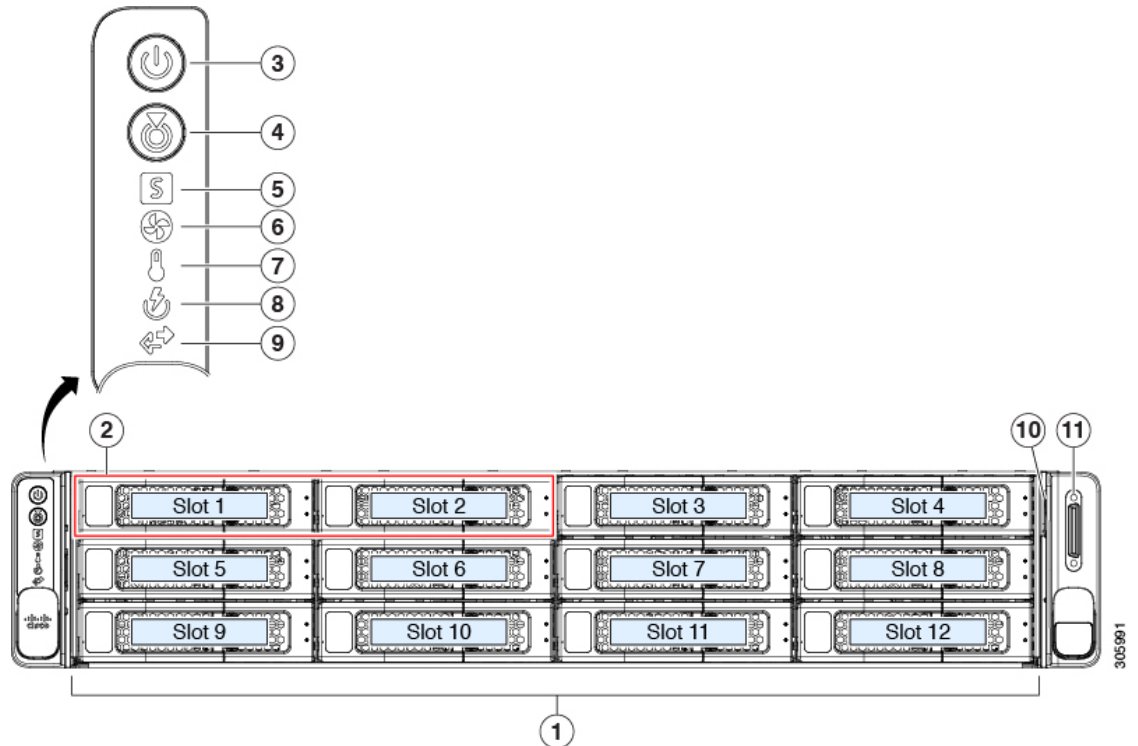 3
4
S
5
6
7
8
9
2
10
11
Slot 1
Slot 2
Slot 3
Slot 4
Slot 5
Slot 6
Slot 7
Slot 8
cisco
Slot 9
Slot 10
Slot 11
Slot 12
305991
1